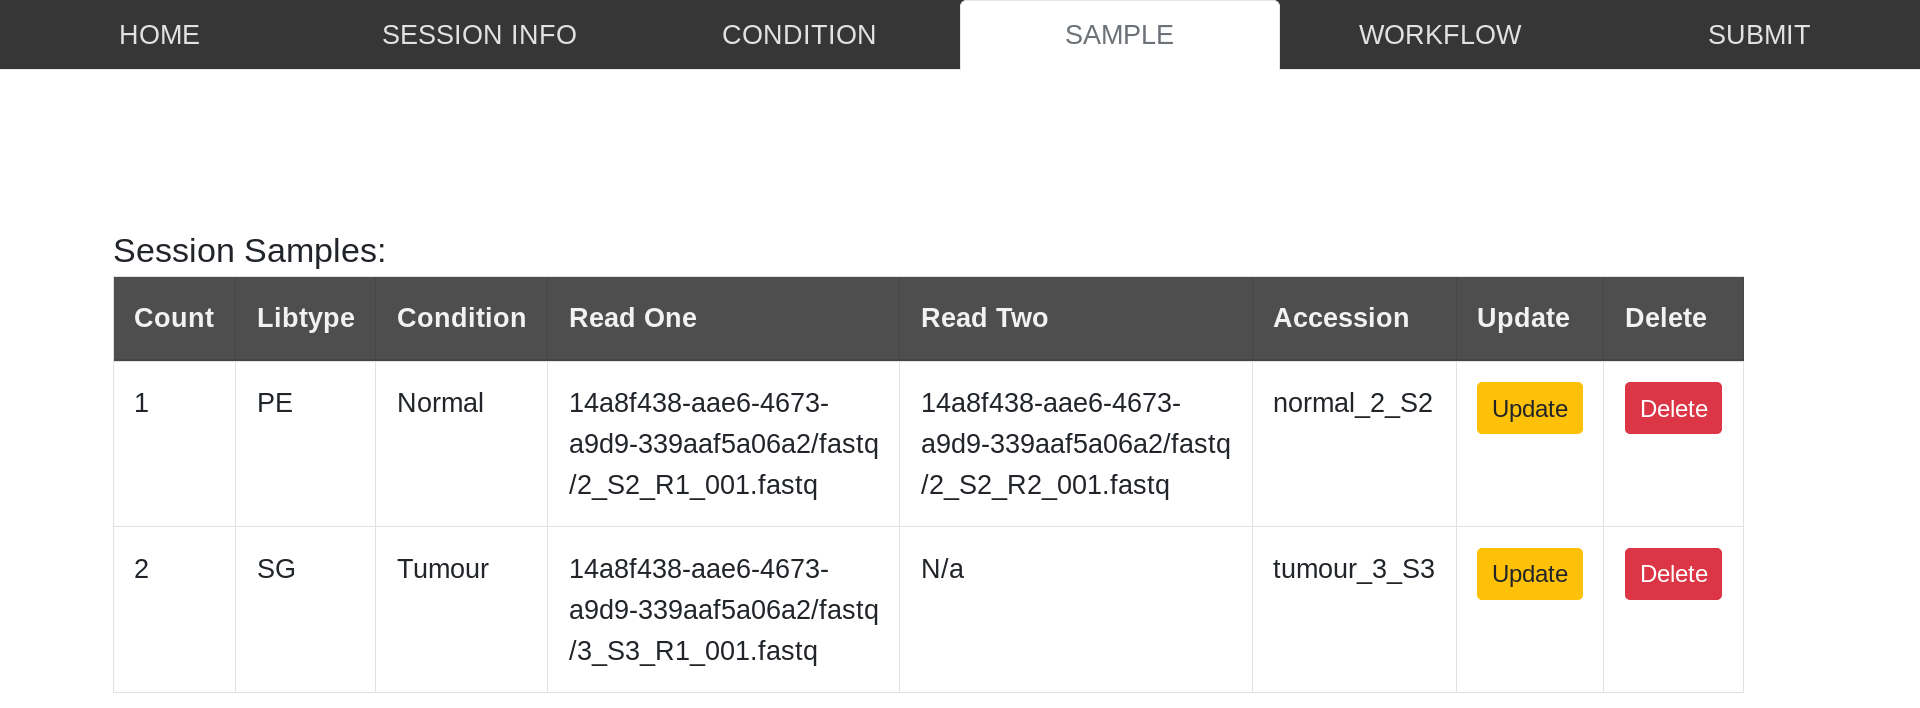 HOME SESSION INFO CONDITION SAMPLE WORKFLOW SUBMIT
Session Samples:
Count Libtype Condition Read One Read Two Accession Update Delete
1 PE Normal 14a8f438-aae6-4673- 14a8f438-aae6-4673- normal_2_S2 Update Delete
a9d9-339aaf5a06a2/fastq a9d9-339aaf5a06a2/fastq
/2_S2_R1_001.fastq /2_S2_R2_001.fastq
2 SG Tumour 14a8f438-aae6-4673- N/a tumour_3_S3 Update Delete
a9d9-339aaf5a06a2/fastq
/3_S3_R1_001.fastq